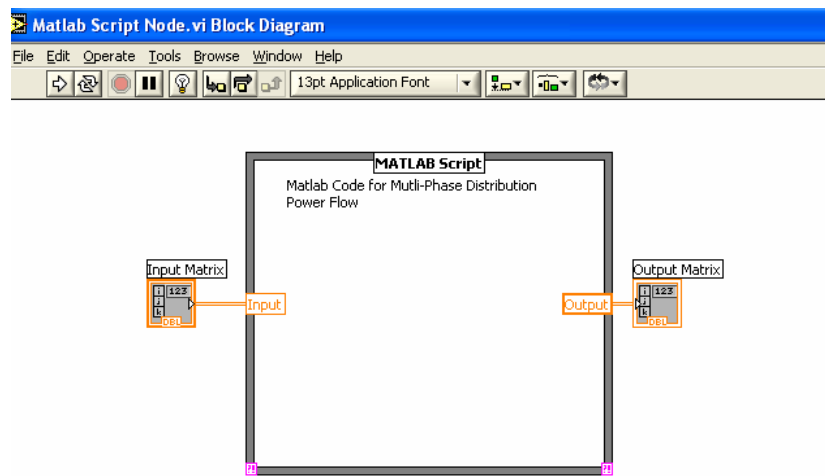 Matlab Script Node.vi Block Diagram
File Edit Operate Tools Browse Window Help
13pt Application Font
MATLAB Script
Matlab Code for Mutli-Phase Distribution
Power Flow
Input Matrix
Output Matrix
i 123
j
k
DBL
Input
Output
i 123
j
k
DBL
?!
?!